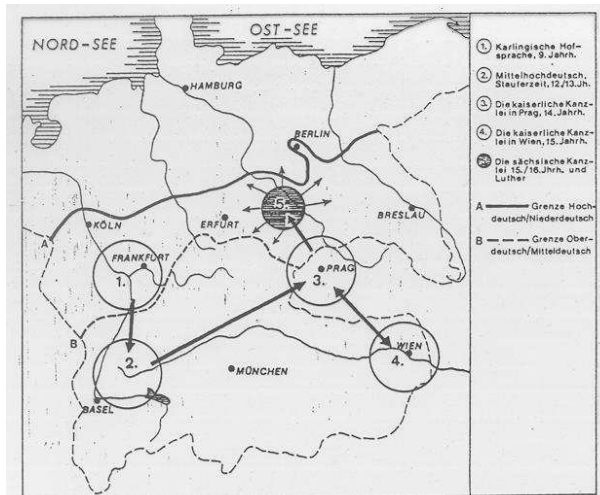 NORD-SEE
OST-SEE
HAMBURG
BERLIN
KÖLN
ERFURT
BRESLAU
A
5.
FRANKFURT
1.
PRAG
3.
B
2.
MÜNCHEN
WIEN
4.
BASEL
1. Karlingische Hof-
sprache, 9. Jahrh.
2. Mittelhochdeutsch,
Stauferzeit, 12./13.Jh.
3. Die kaiserliche Kanz-
lei in Prag, 14. Jahrh.
4. Die kaiserliche Kanz-
lei in Wien, 15. Jahrh.
Die sächsische Kanz-
lei 15./16. Jhrh. und
Luther
A Grenze Hoch-
deutsch/Niederdeutsch
B Grenze Ober-
deutsch/Mitteldeutsch